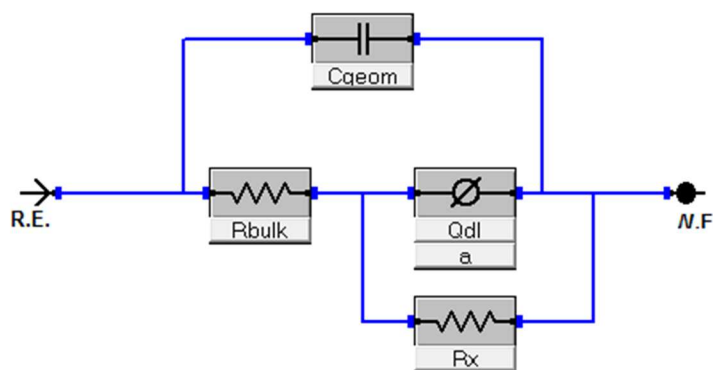 Cgeom
R.E.
Rbulk
Qdl
a
N.F
Rx